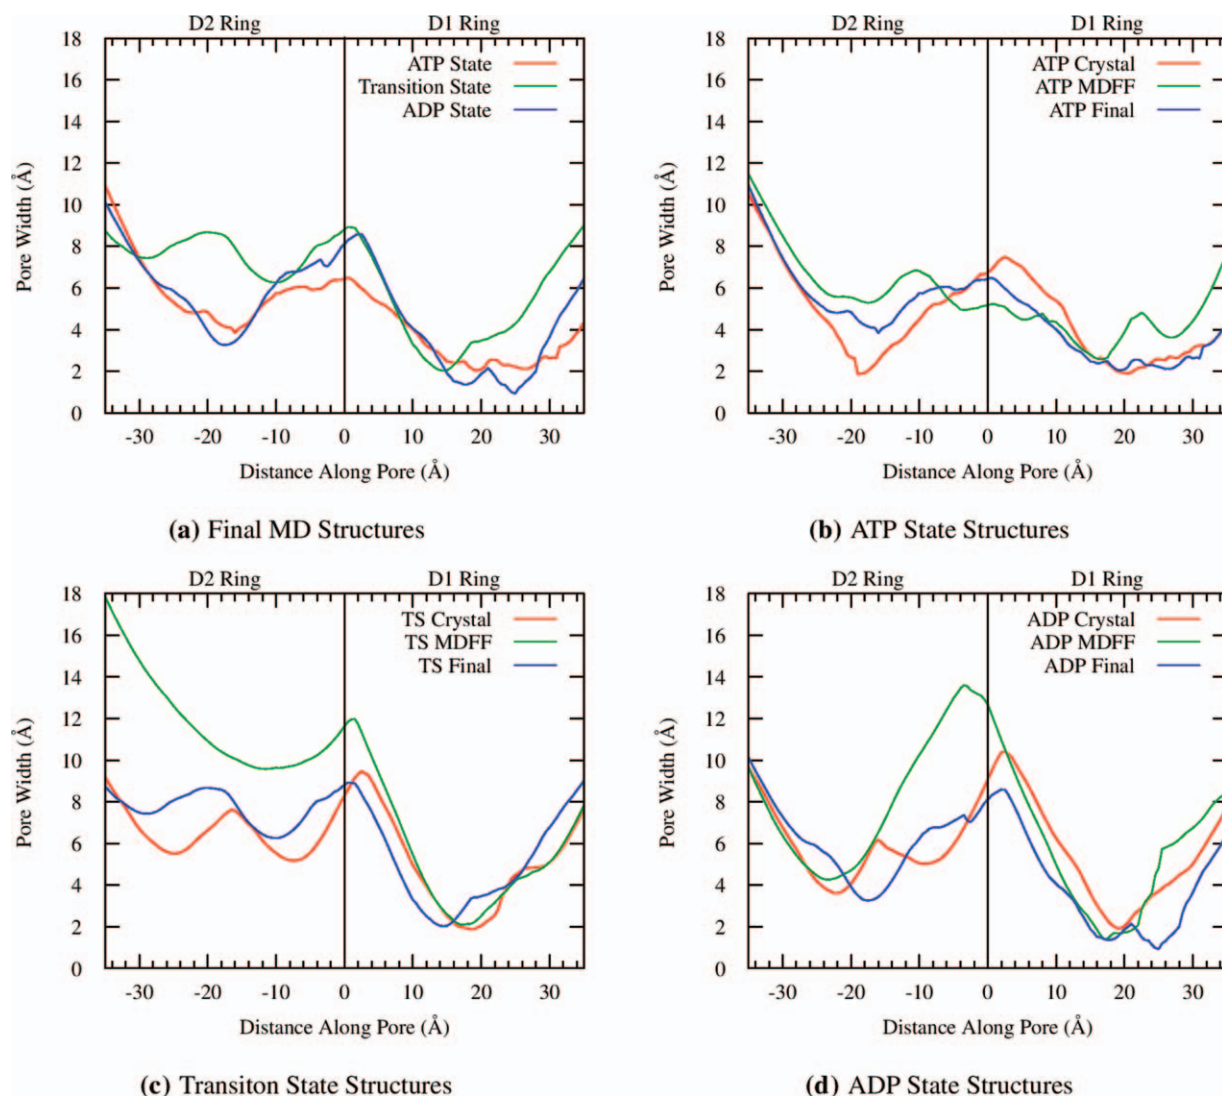 D2 Ring D1 Ring
18
16
14
12
10
8
6
4
2
0
Pore Width (Å)
ATP State
Transition State
ADP State
-30 -20 -10 0 10 20 30
Distance Along Pore (Å)
(a) Final MD Structures
D2 Ring D1 Ring
18
16
14
12
10
8
6
4
2
0
Pore Width (Å)
ATP Crystal
ATP MDFF
ATP Final
-30 -20 -10 0 10 20 30
Distance Along Pore (Å)
(b) ATP State Structures
D2 Ring D1 Ring
18
16
14
12
10
8
6
4
2
0
Pore Width (Å)
TS Crystal
TS MDFF
TS Final
-30 -20 -10 0 10 20 30
Distance Along Pore (Å)
(c) Transiton State Structures
D2 Ring D1 Ring
18
16
14
12
10
8
6
4
2
0
Pore Width (Å)
ADP Crystal
ADP MDFF
ADP Final
-30 -20 -10 0 10 20 30
Distance Along Pore (Å)
(d) ADP State Structures